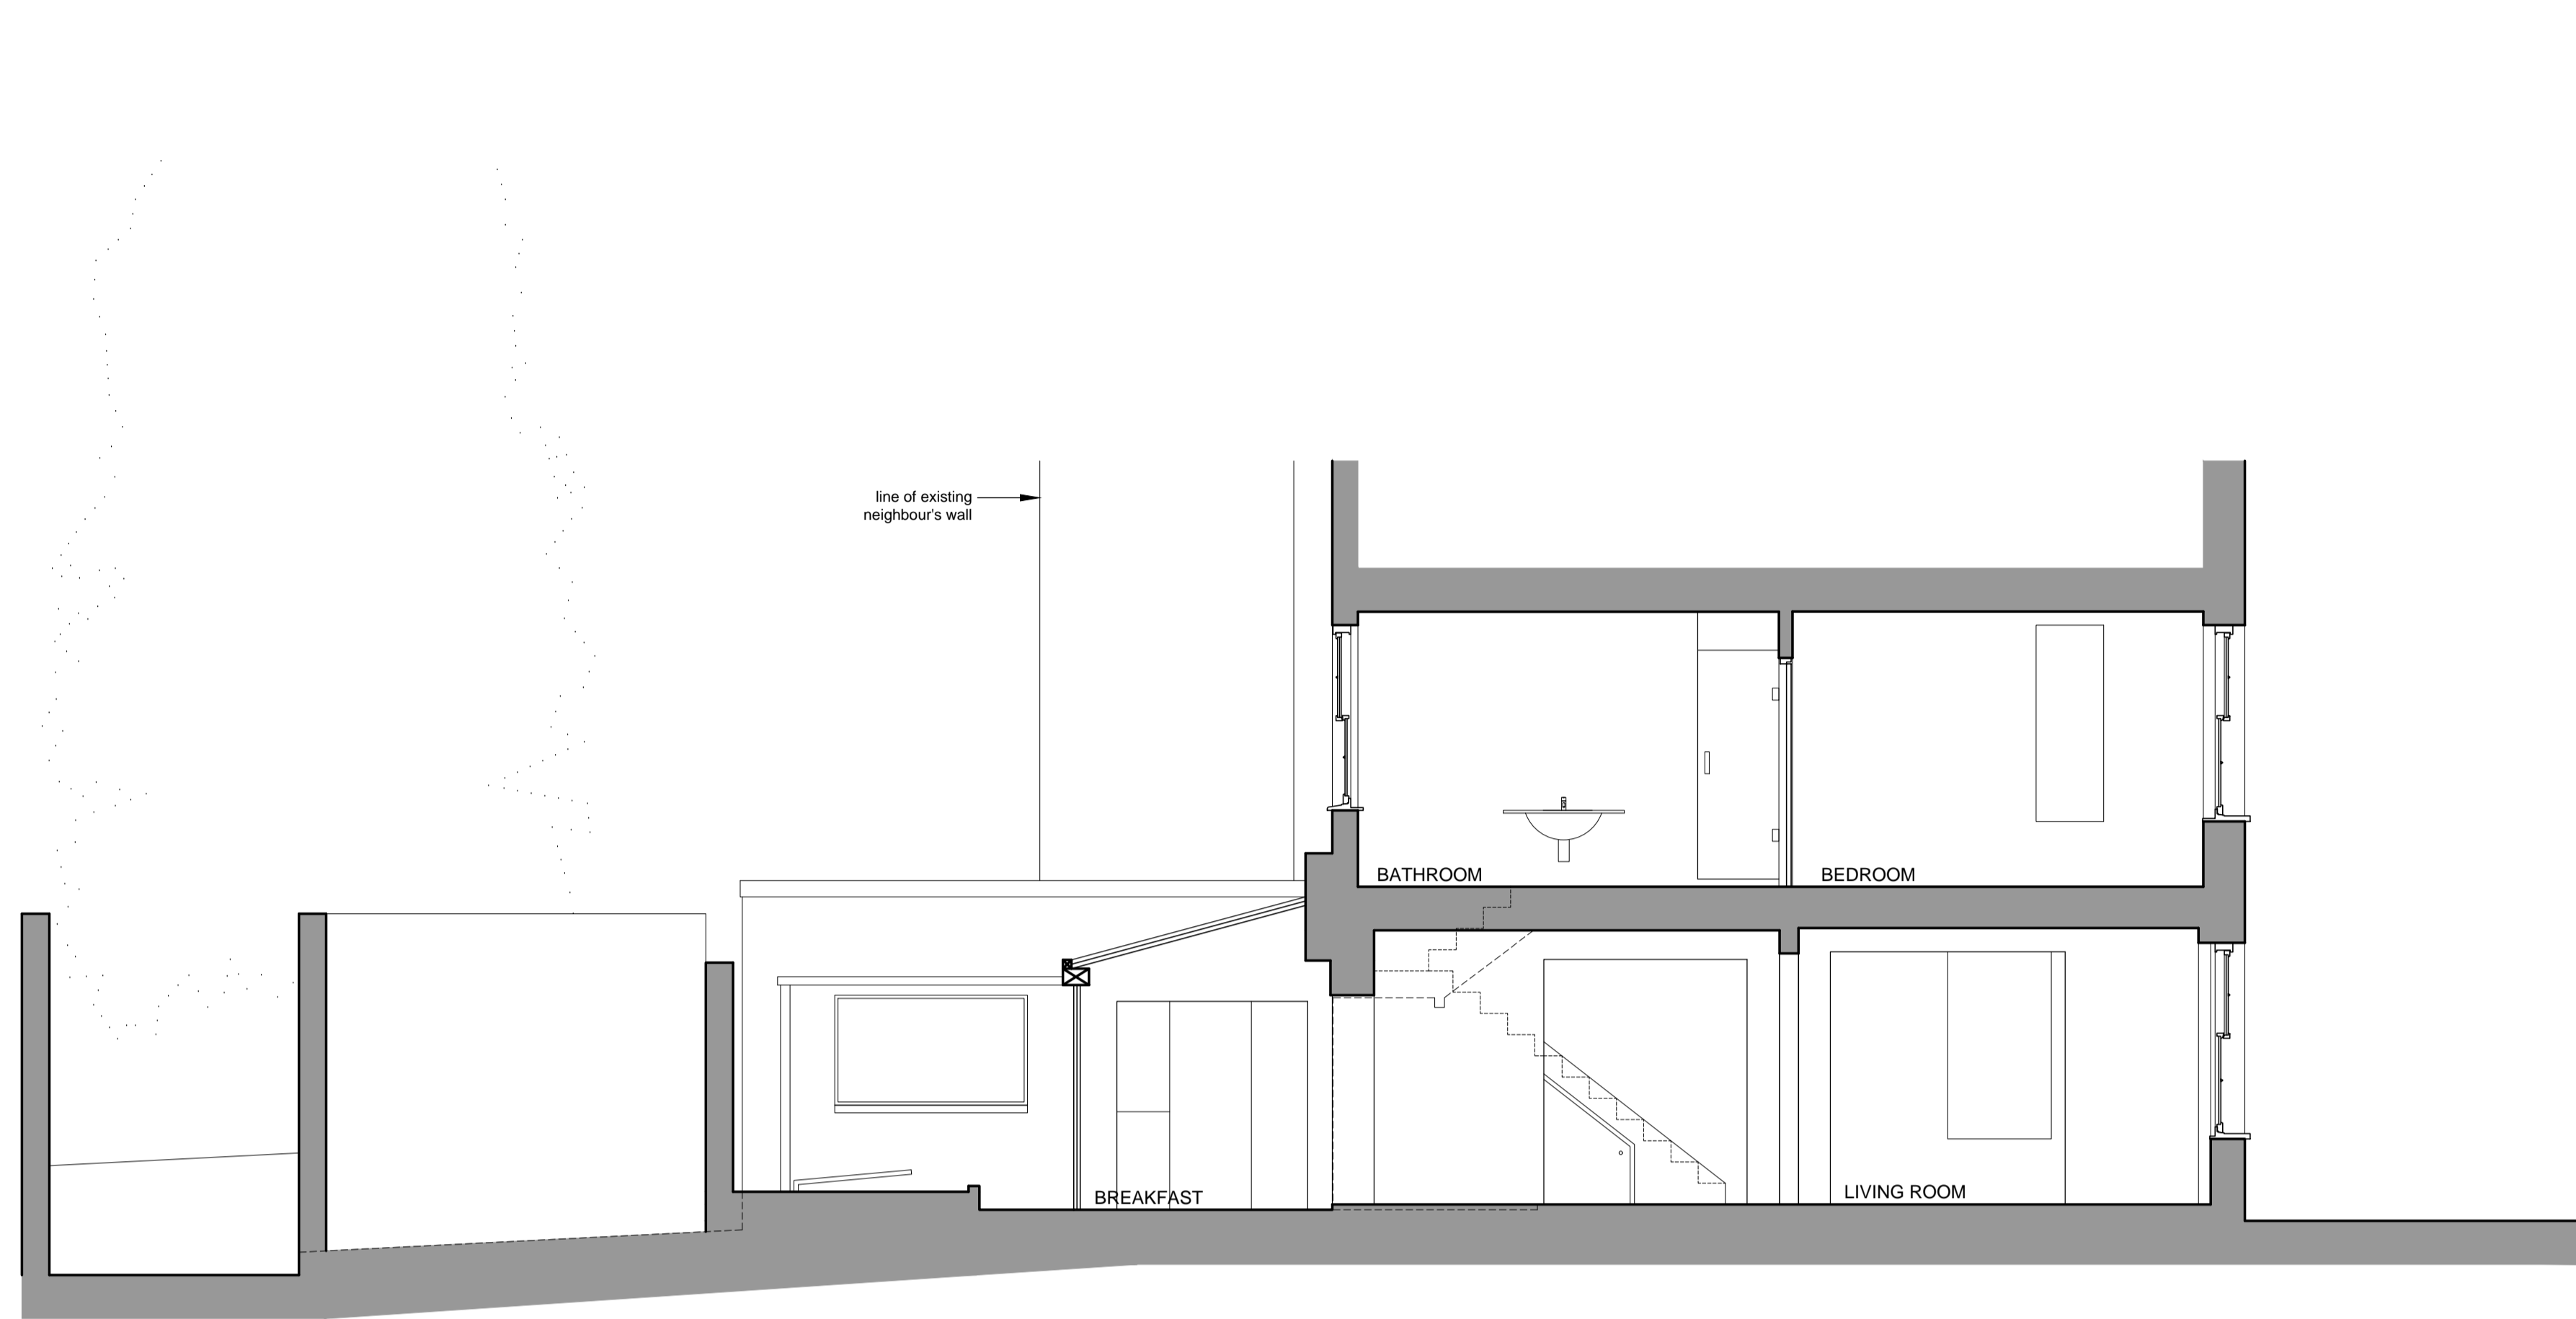 line of existing
neighbour's wall
BATHROOM
BEDROOM
BREAKFAST
LIVING ROOM